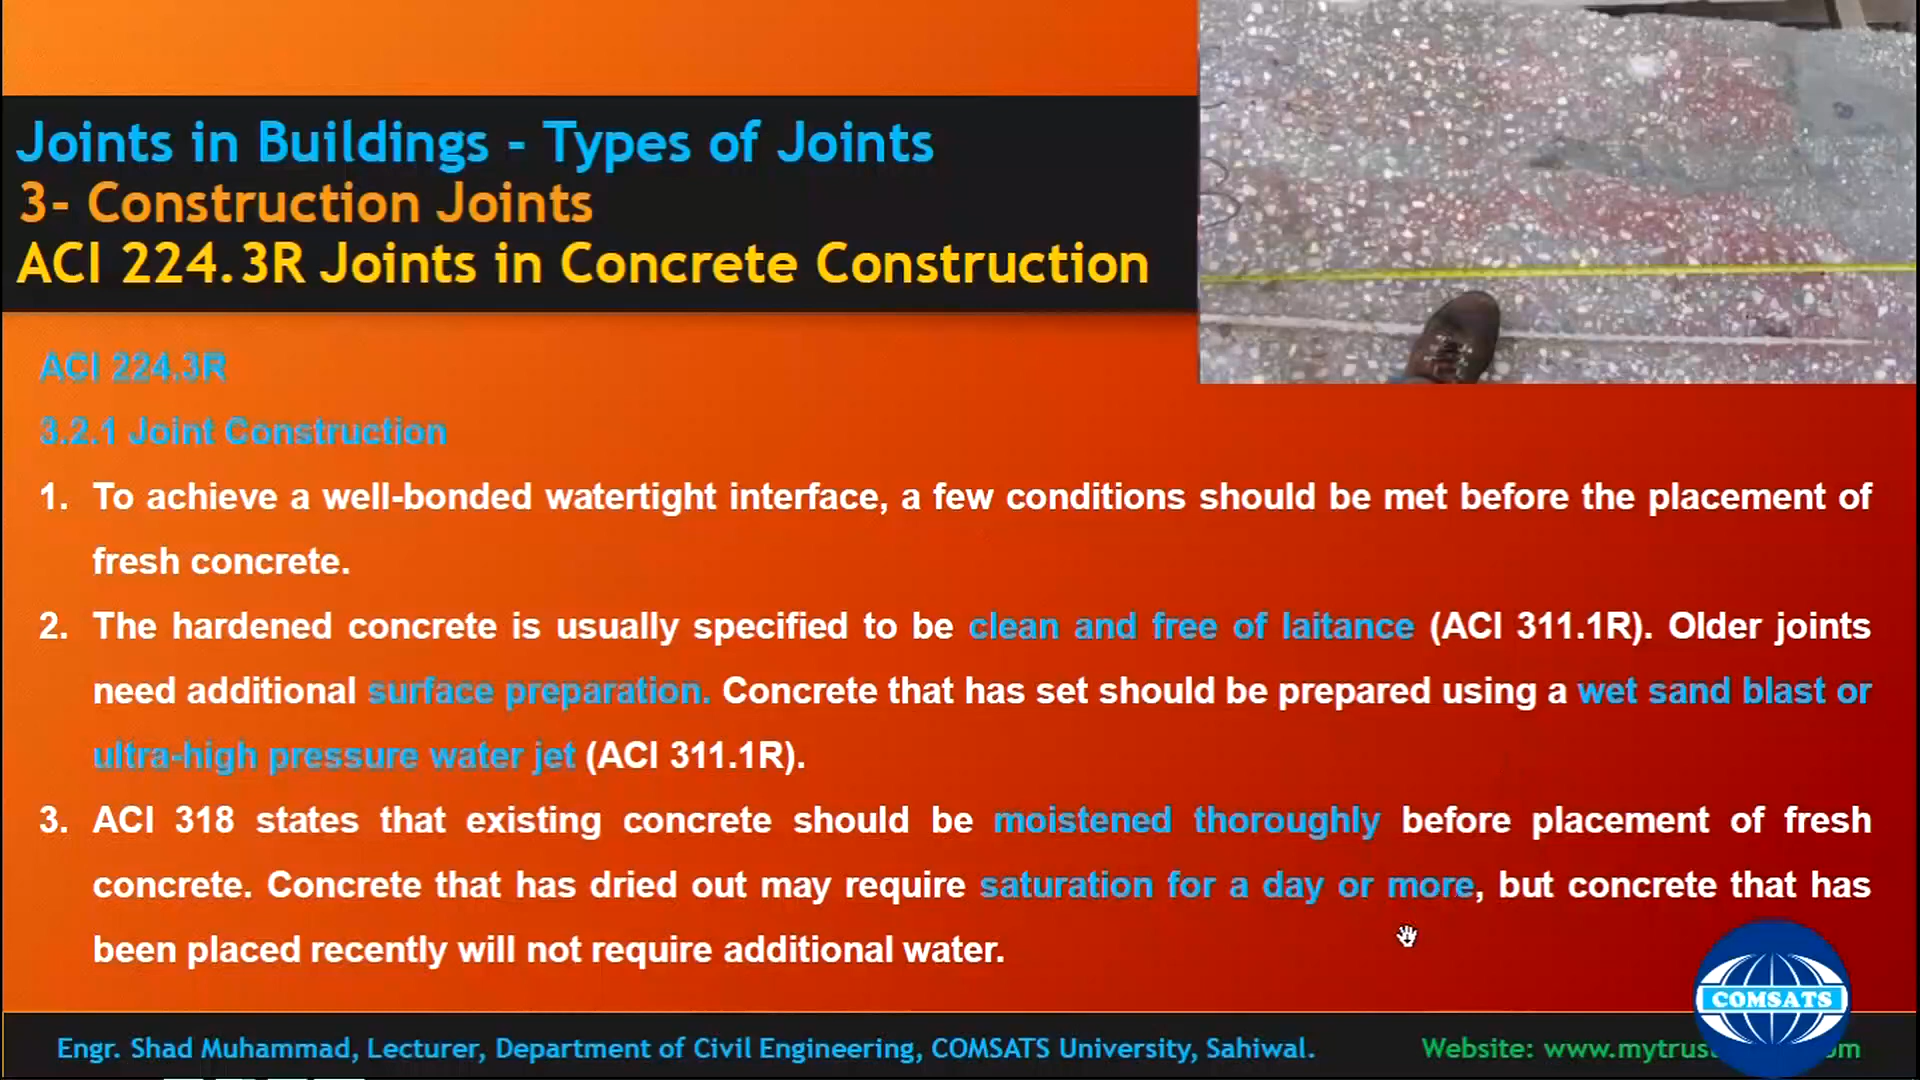 Joints in Buildings - Types of Joints
3- Construction Joints
ACI 224.3R Joints in Concrete Construction
ACI 224.3R
3.2.1 Joint Construction
1. To achieve a well-bonded watertight interface, a few conditions should be met before the placement of
fresh concrete.
2. The hardened concrete is usually specified to be clean and free of laitance (ACI 311.1R). Older joints
need additional surface preparation. Concrete that has set should be prepared using a wet sand blast or
ultra-high pressure water jet (ACI 311.1R).
3. ACI 318 states that existing concrete should be moistened thoroughly before placement of fresh
concrete. Concrete that has dried out may require saturation for a day or more, but concrete that has
been placed recently will not require additional water.
COMSATS
Engr. Shad Muhammad, Lecturer, Department of Civil Engineering, COMSATS University, Sahiwal. Website: